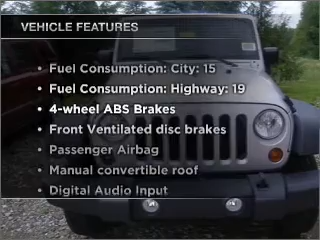 VEHICLE FEATURES
• Fuel Consumption: City: 15
• Fuel Consumption: Highway: 19
• 4-wheel ABS Brakes
• Front Ventilated disc brakes
• Passenger Airbag
• Manual convertible roof
• Digital Audio Input